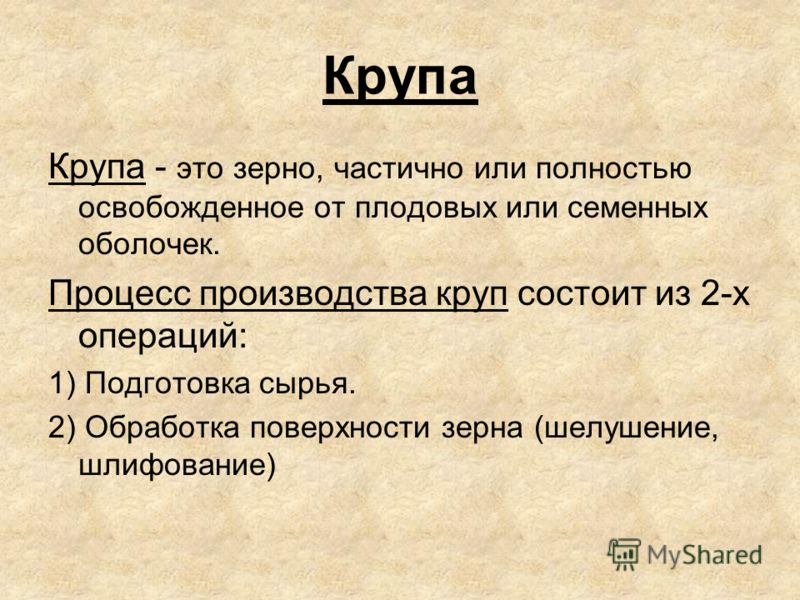 Крупа
Крупа - это зерно, частично или полностью
освобожденное от плодовых или семенных
оболочек.
Процесс производства круп состоит из 2-х
операций:
1) Подготовка сырья.
2) Обработка поверхности зерна (шелушение,
шлифование)
MyShared